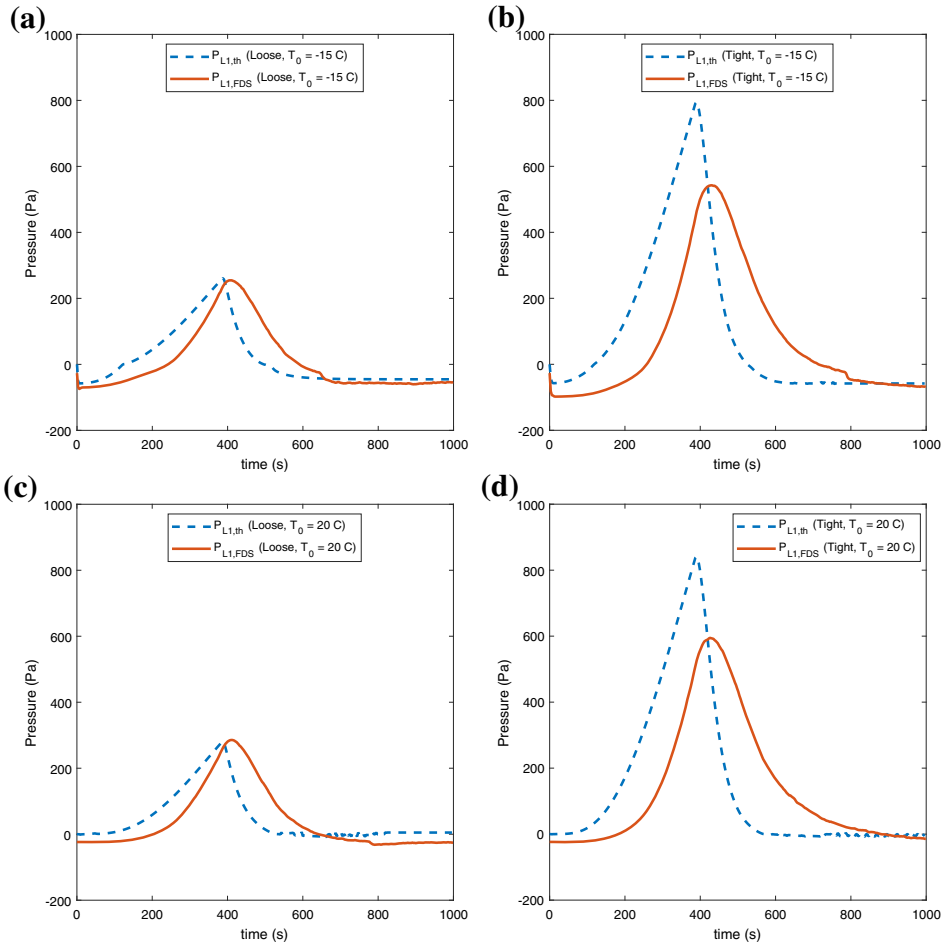 (a)
1000
800
600
400
200
0
-200
Pressure (Pa)
P_L1,th (Loose, T_0 = -15 C)
P_L1,FDS (Loose, T_0 = -15 C)
0 200 400 600 800 1000
time (s)
(b)
1000
800
600
400
200
0
-200
Pressure (Pa)
P_L1,th (Tight, T_0 = -15 C)
P_L1,FDS (Tight, T_0 = -15 C)
0 200 400 600 800 1000
time (s)
(c)
1000
800
600
400
200
0
-200
Pressure (Pa)
P_L1,th (Loose, T_0 = 20 C)
P_L1,FDS (Loose, T_0 = 20 C)
0 200 400 600 800 1000
time (s)
(d)
1000
800
600
400
200
0
-200
Pressure (Pa)
P_L1,th (Tight, T_0 = 20 C)
P_L1,FDS (Tight, T_0 = 20 C)
0 200 400 600 800 1000
time (s)